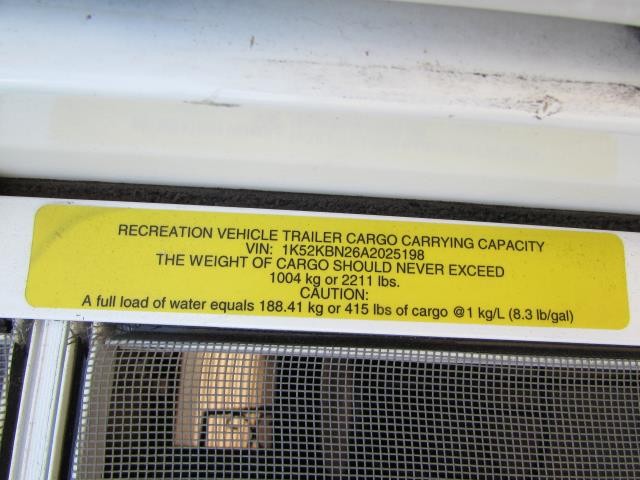 RECREATION VEHICLE TRAILER CARGO CARRYING CAPACITY
VIN: 1K52KBN26A2025198
THE WEIGHT OF CARGO SHOULD NEVER EXCEED
1004 kg or 2211 lbs.
CAUTION:
A full load of water equals 188.41 kg or 415 lbs of cargo @1 kg/L (8.3 lb/gal)